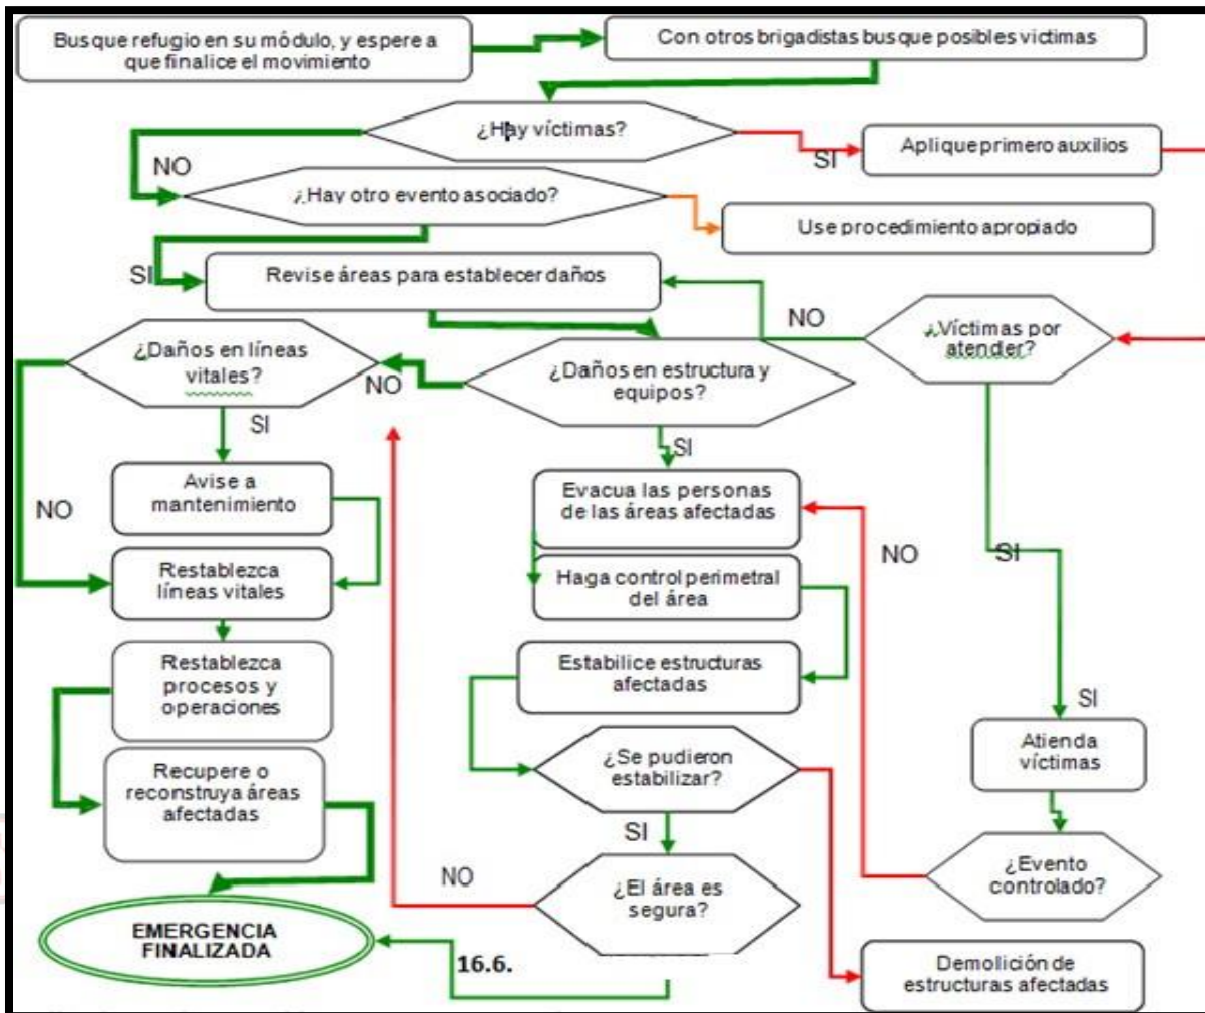 Busque refugio en su módulo, y espere a
que finalice el movimiento
Con otros brigadistas busque posibles victimas
¿Hay víctimas?
NO
SI
Aplique primero auxilios
¿Hay otro evento asociado?
Use procedimiento apropiado
SI
Revise áreas para establecer daños
NO
¿Víctimas por
atender?
¿Daños en líneas
vitales?
NO
¿Daños en estructura y
equipos?
SI
SI
Avise a
mantenimiento
NO
Evacua las personas
de las áreas afectadas
NO
SI
Restablezca
líneas vitales
Haga control perimetral
del área
Restablezca
procesos y
operaciones
Estabilice estructuras
afectadas
SI
Atienda
víctimas
¿Se pudieron
estabilizar?
Recupere o
reconstruya áreas
afectadas
SI
NO
¿El área es
segura?
¿Evento
controlado?
EMERGENCIA
FINALIZADA
16.6.
Demolición de
estructuras afectadas